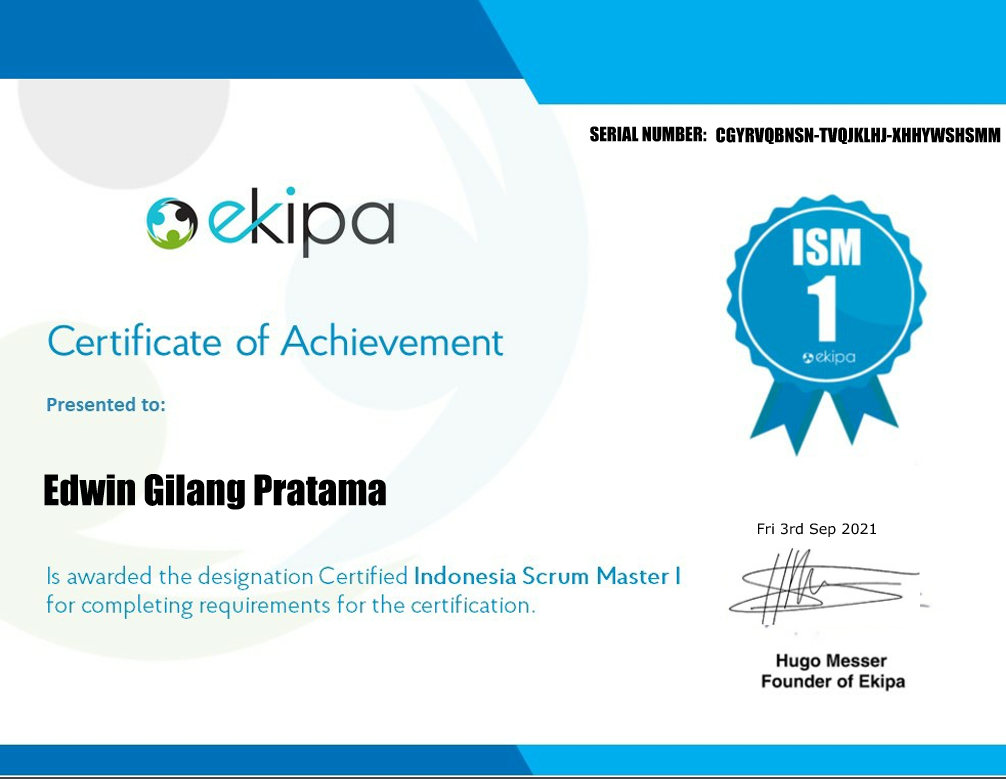 SERIAL NUMBER: CGYRVQBNSN-TVQJKLHJ-XHHYWSHSMM
ekipa
ISM
1
ekipa
Certificate of Achievement
Presented to:
Edwin Gilang Pratama
Is awarded the designation Certified Indonesia Scrum Master I
for completing requirements for the certification.
Fri 3rd Sep 2021
Hugo Messer
Founder of Ekipa